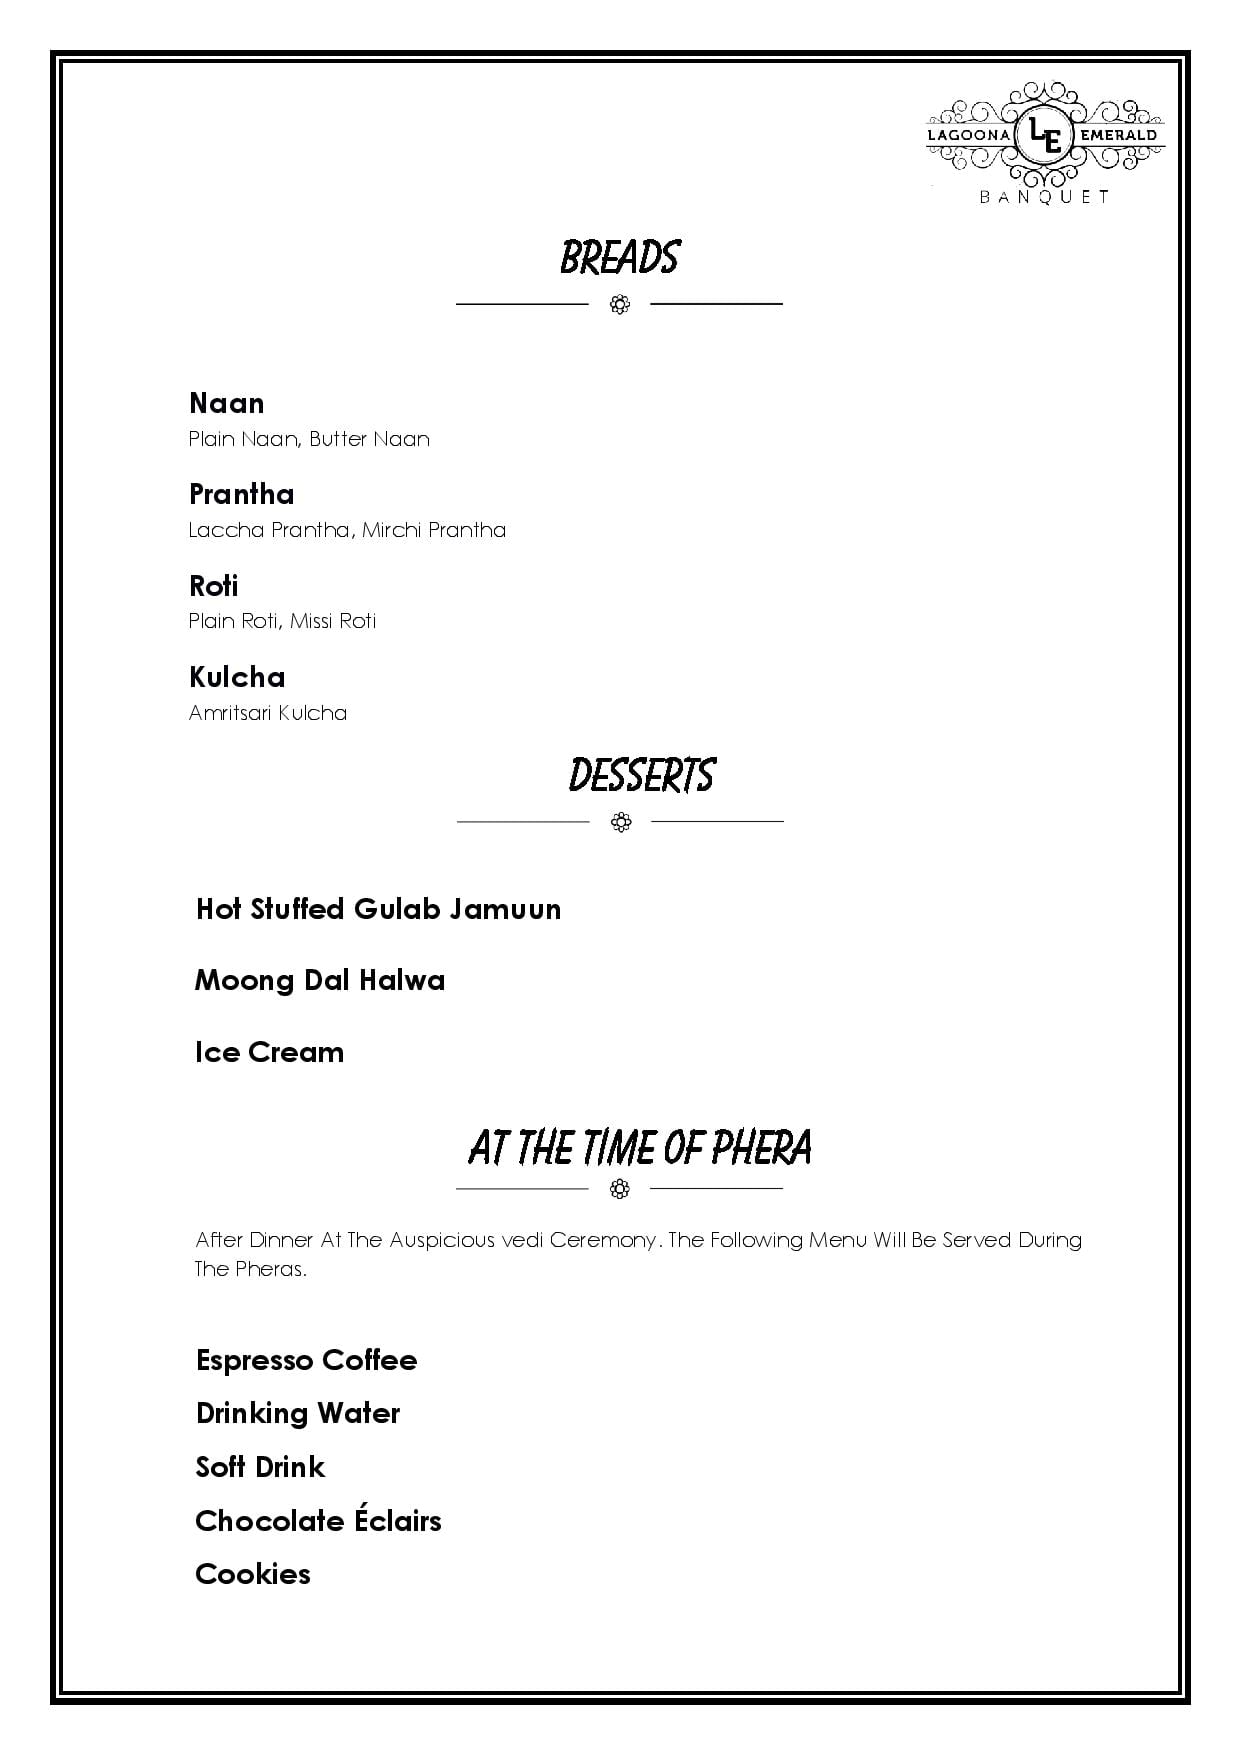 LAGOONA LE EMERALD
BANQUET
BREADS
Naan
Plain Naan, Butter Naan
Prantha
Laccha Prantha, Mirchi Prantha
Roti
Plain Roti, Missi Roti
Kulcha
Amritsari Kulcha
DESSERTS
Hot Stuffed Gulab Jamuun
Moong Dal Halwa
Ice Cream
AT THE TIME OF PHERA
After Dinner At The Auspicious vedi Ceremony. The Following Menu Will Be Served During
The Pheras.
Espresso Coffee
Drinking Water
Soft Drink
Chocolate Éclairs
Cookies